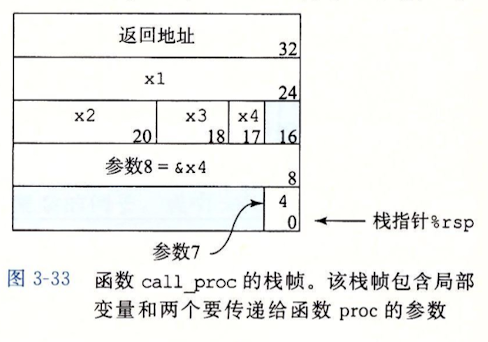 返回地址
32
x1
24
x2 x3 x4
20 18 17 16
参数8 = &x4
8
4
0 栈指针%rsp
参数7
图 3-33 函数 call_proc 的栈帧。该栈帧包含局部
变量和两个要传递给函数 proc 的参数